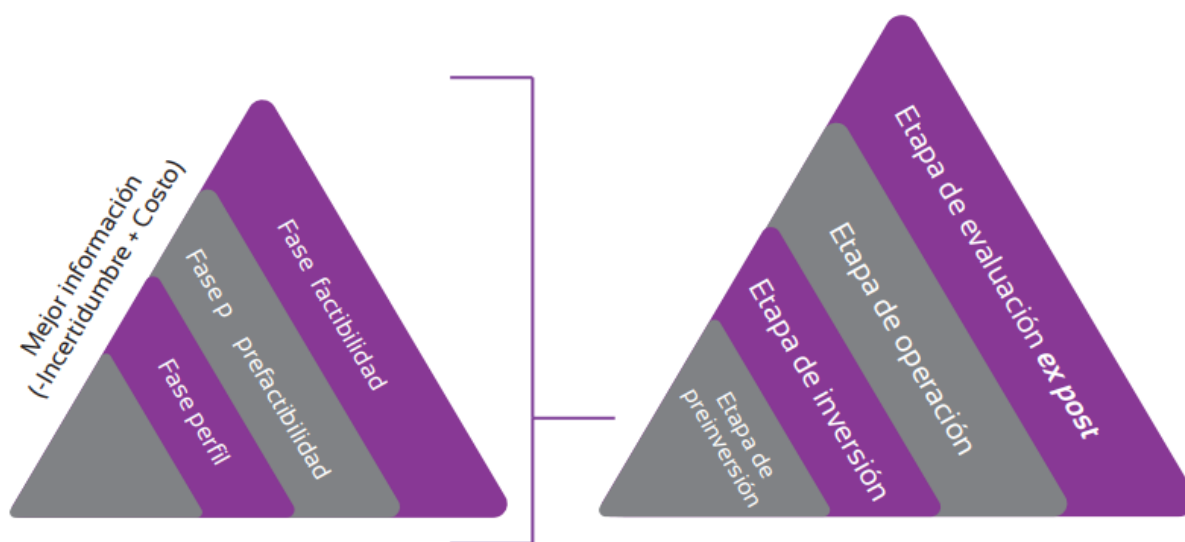 Mejor información
(-Incertidumbre + Costo)
Fase perfil
Fase p prefactibilidad
Fase factibilidad
Etapa de
preinversión
Etapa de inversión
Etapa de operación
Etapa de evaluación ex post